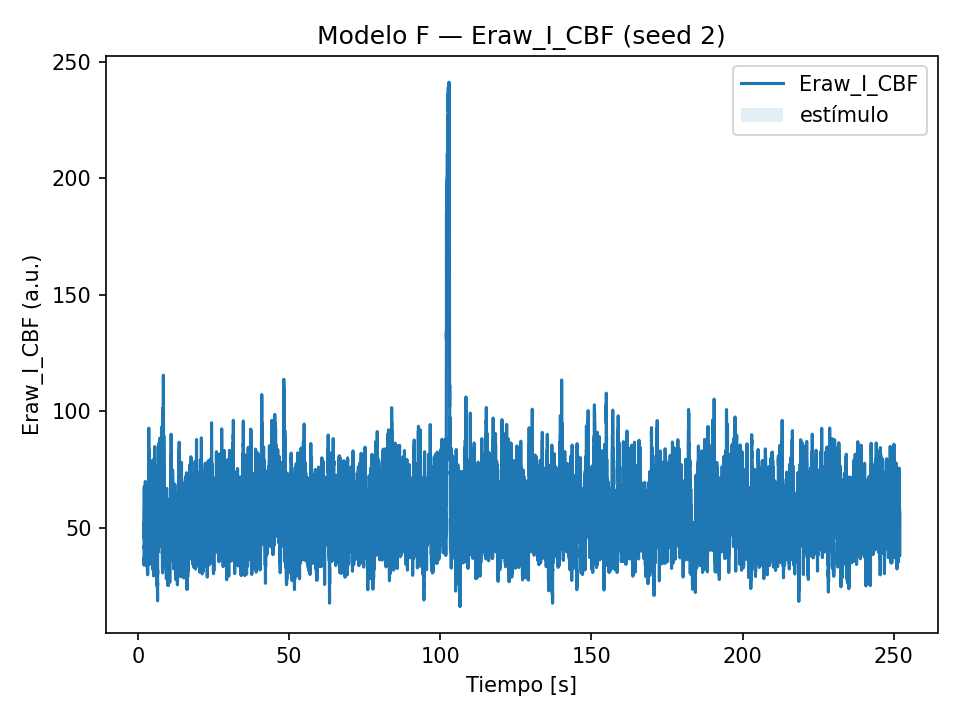 Modelo F — Eraw_I_CBF (seed 2)
Eraw_I_CBF
estímulo
Eraw_I_CBF (a.u.)
250
200
150
100
50
0
50
100
150
200
250
Tiempo [s]